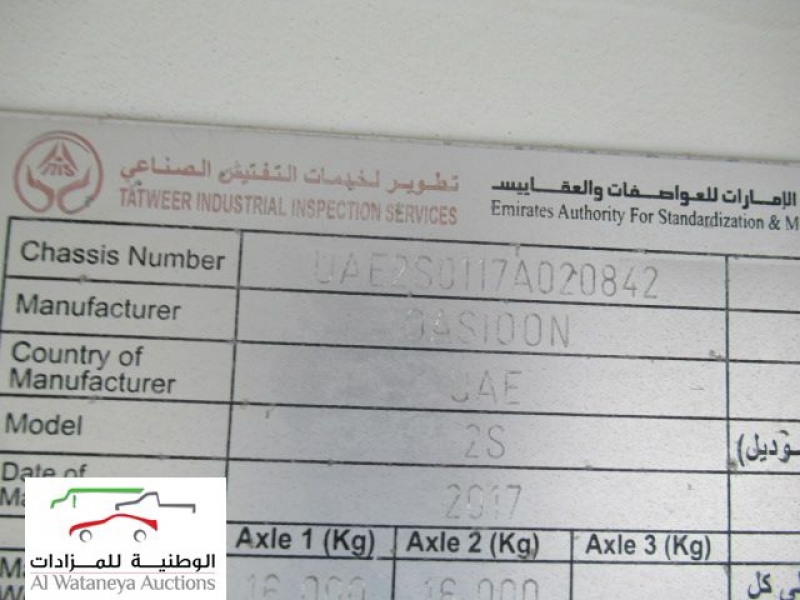 تطوير لخدمات التفتيش الصناعي
TATWEER INDUSTRIAL INSPECTION SERVICES
الإمارات للمواصفات والمقاييس
Emirates Authority For Standardization & M
Chassis Number UAE2S0117A020842
Manufacturer OASIOON
Country of Manufacturer UAE
Model 2S
موديل)
Date of
2017
Axle 1 (Kg) Axle 2 (Kg) Axle 3 (Kg)
16 000 16 000
الوطنية للمزادات
Al Wataneya Auctions